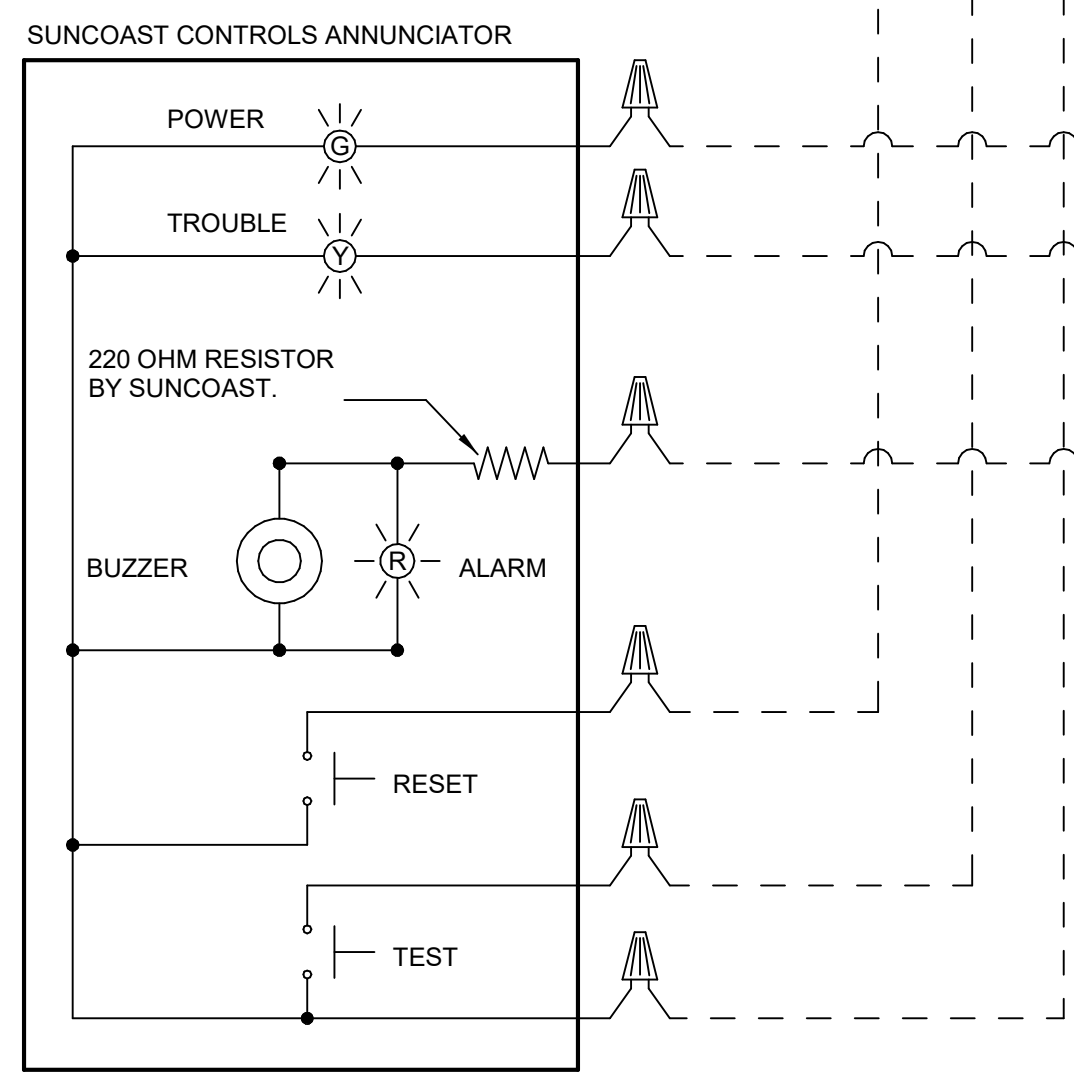 SUNCOAST CONTROLS ANNUNCIATOR
POWER
G
TROUBLE
Y
220 OHM RESISTOR
BY SUNCOAST.
BUZZER
R
ALARM
RESET
TEST